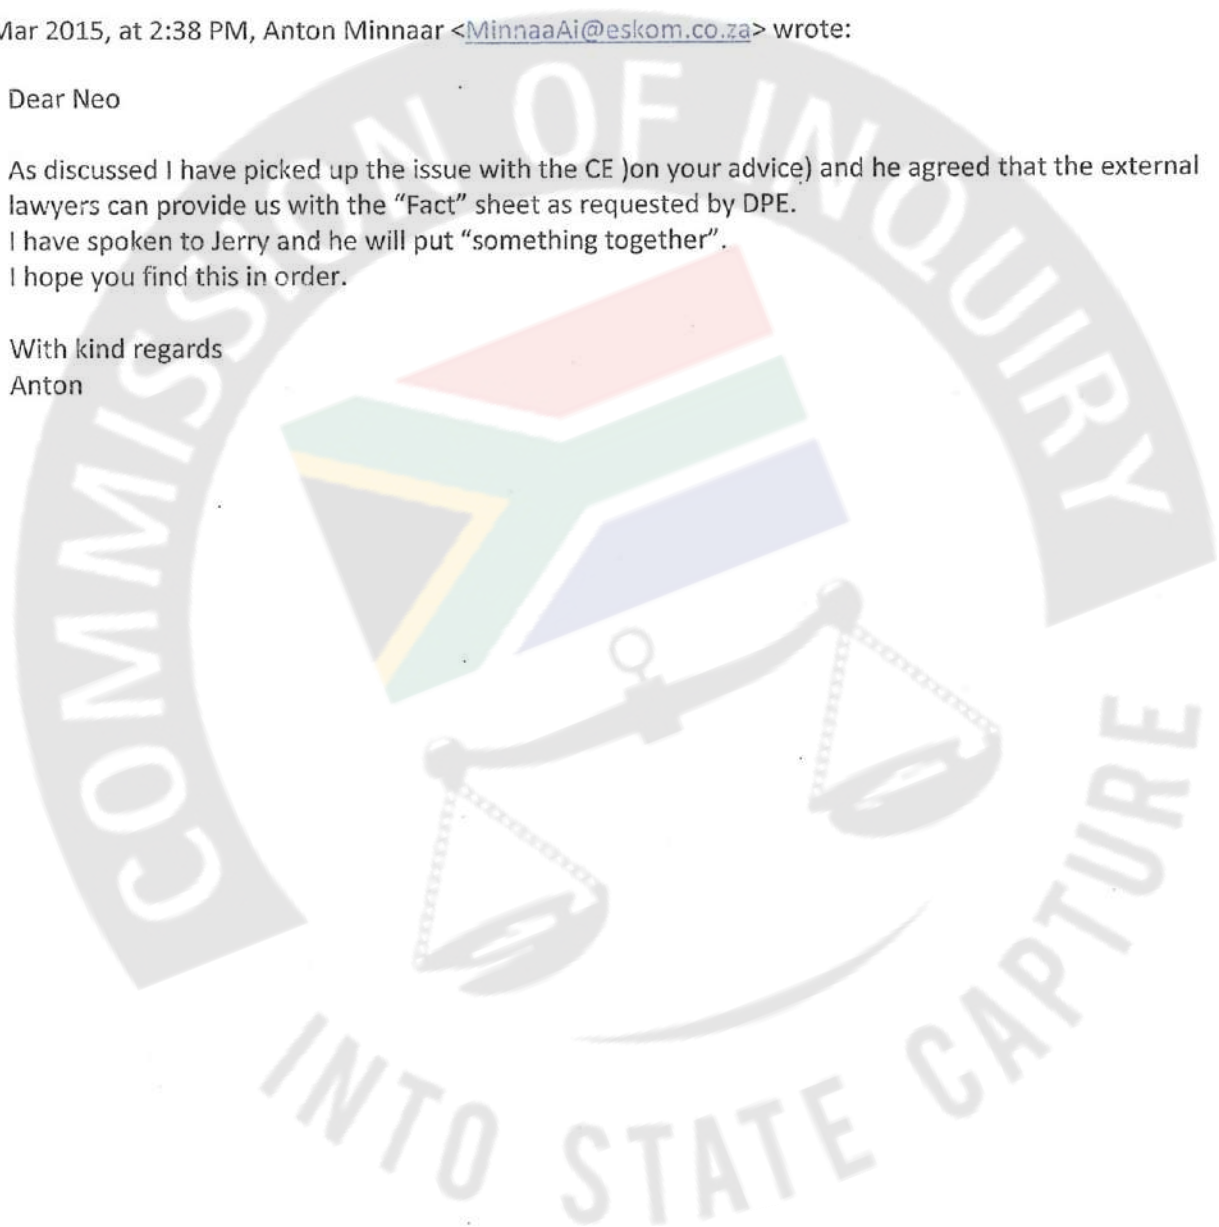 Mar 2015, at 2:38 PM, Anton Minnaar <MinnaaAi@eskom.co.za> wrote:
Dear Neo
As discussed I have picked up the issue with the CE )on your advice) and he agreed that the external
lawyers can provide us with the “Fact” sheet as requested by DPE.
I have spoken to Jerry and he will put “something together”.
I hope you find this in order.
With kind regards
Anton
COMMISSION OF INQUIRY
INTO STATE CAPTURE